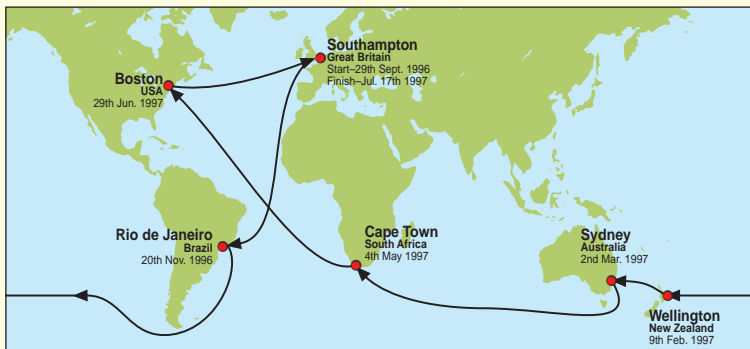 Southampton
Great Britain
Start–29th Sept. 1996
Finish–Jul. 17th 1997
Boston
USA
29th Jun. 1997
Rio de Janeiro
Brazil
20th Nov. 1996
Cape Town
South Africa
4th May 1997
Sydney
Australia
2nd Mar. 1997
Wellington
New Zealand
9th Feb. 1997